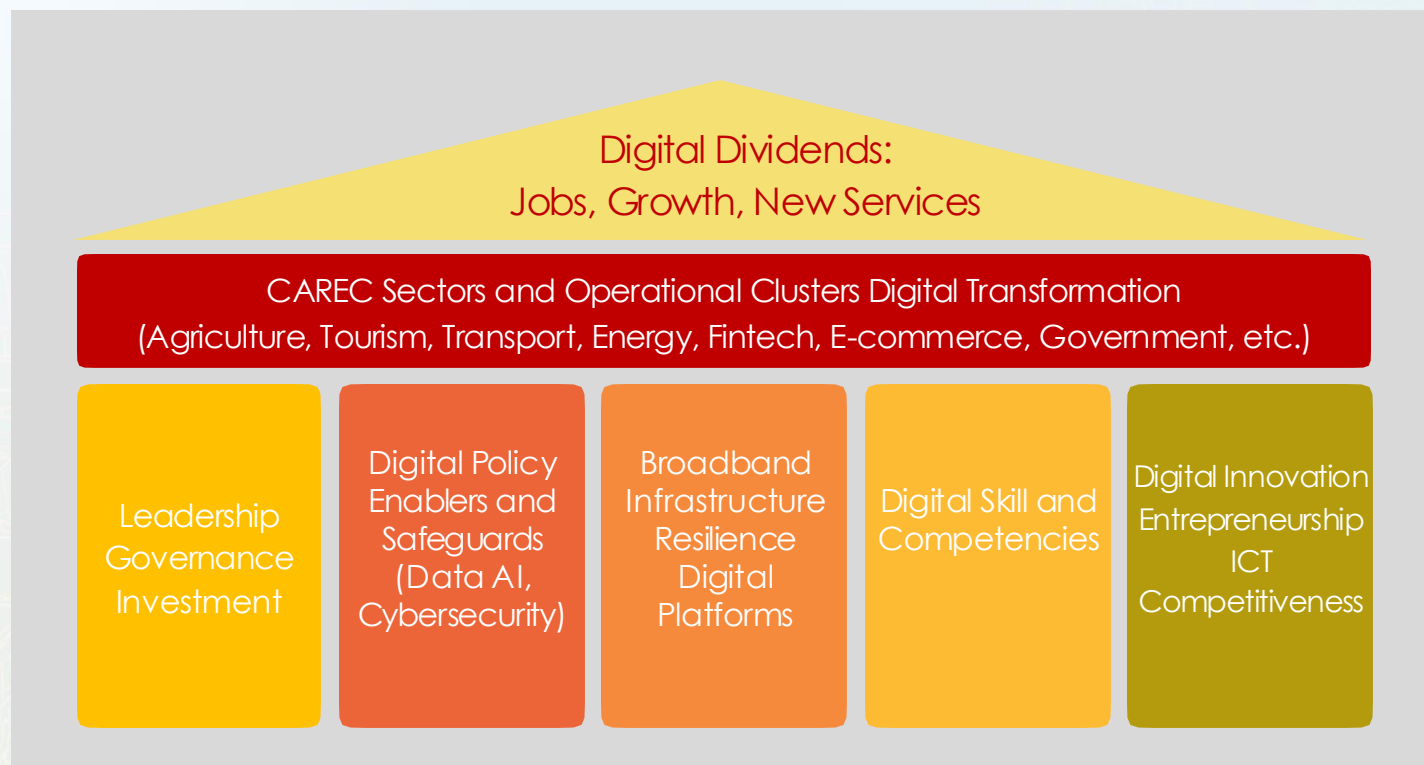 Digital Dividends:
Jobs, Growth, New Services
CAREC Sectors and Operational Clusters Digital Transformation
(Agriculture, Tourism, Transport, Energy, Fintech, E-commerce, Government, etc.)
Leadership
Governance
Investment
Digital Policy
Enablers and
Safeguards
(Data AI,
Cybersecurity)
Broadband
Infrastructure
Resilience
Digital
Platforms
Digital Skill and
Competencies
Digital Innovation
Entrepreneurship
ICT
Competitiveness